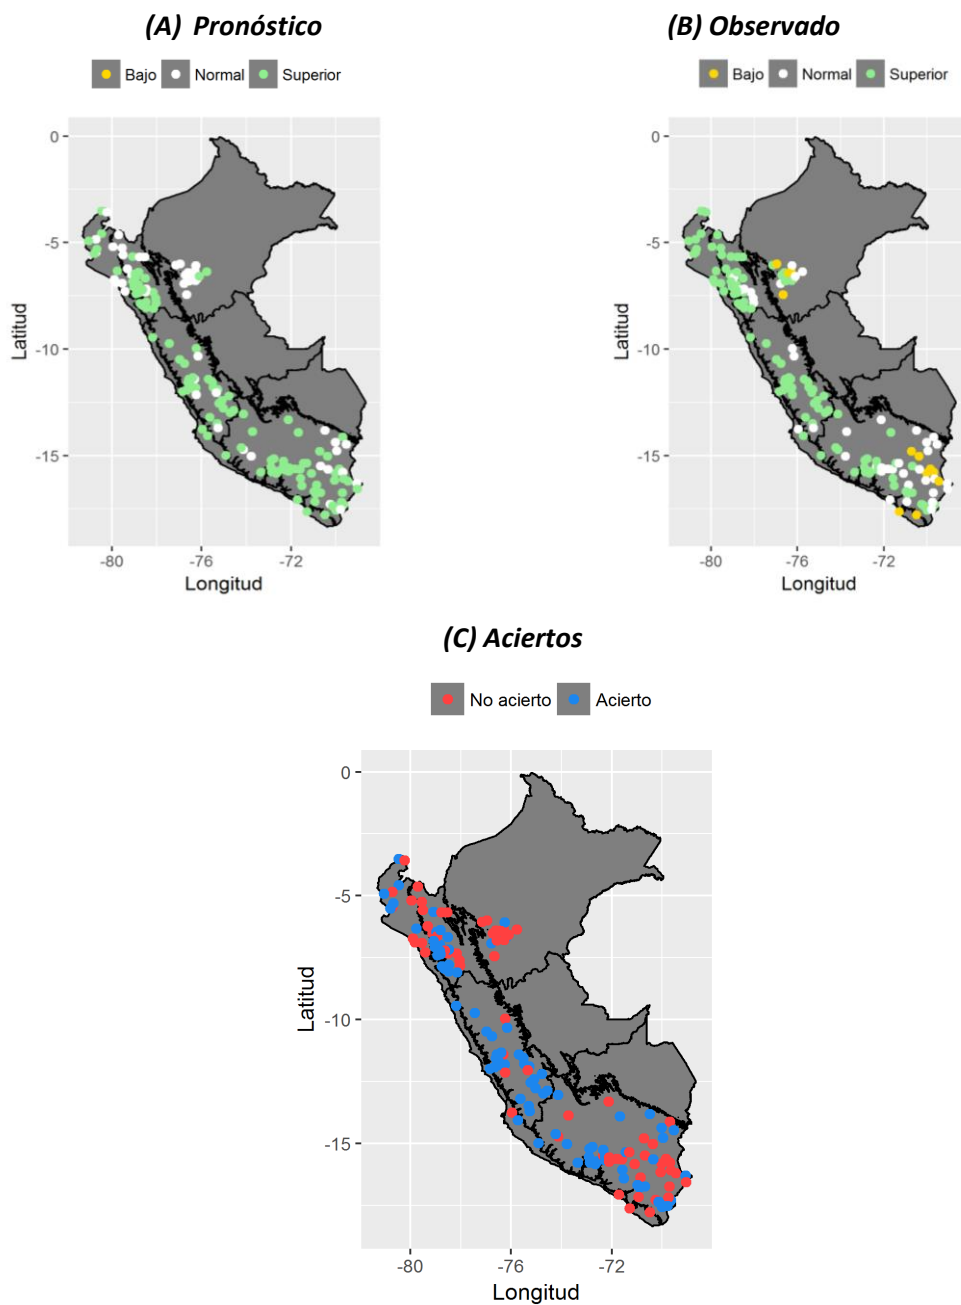 (A) Pronóstico
Bajo Normal Superior
0
-5
-10
-15
Latitud
-80 -76 -72
Longitud
(B) Observado
Bajo Normal Superior
0
-5
-10
-15
Latitud
-80 -76 -72
Longitud
(C) Aciertos
No acierto Acierto
0
-5
-10
-15
Latitud
-80 -76 -72
Longitud